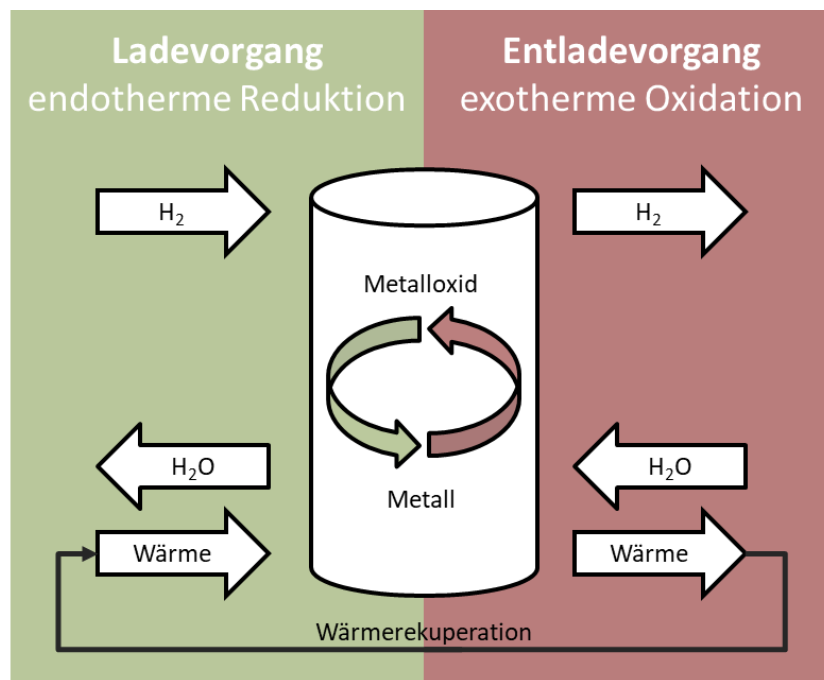 Ladevorgang
endotherme Reduktion
Entladevorgang
exotherme Oxidation
H₂
H₂
Metalloxid
H₂O
H₂O
Metall
Wärme
Wärme
Wärmerekuperation